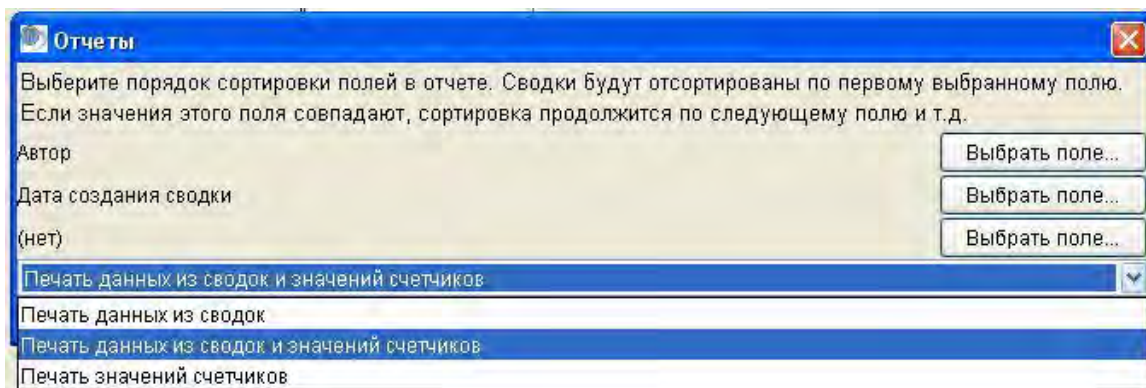 Отчеты
Выберите порядок сортировки полей в отчете. Сводки будут отсортированы по первому выбранному полю.
Если значения этого поля совпадают, сортировка продолжится по следующему полю и т.д.
Автор
Выбрать поле...
Дата создания сводки
Выбрать поле...
(нет)
Выбрать поле...
Печать данных из сводок и значений счетчиков
Печать данных из сводок
Печать данных из сводок и значений счетчиков
Печать значений счетчиков